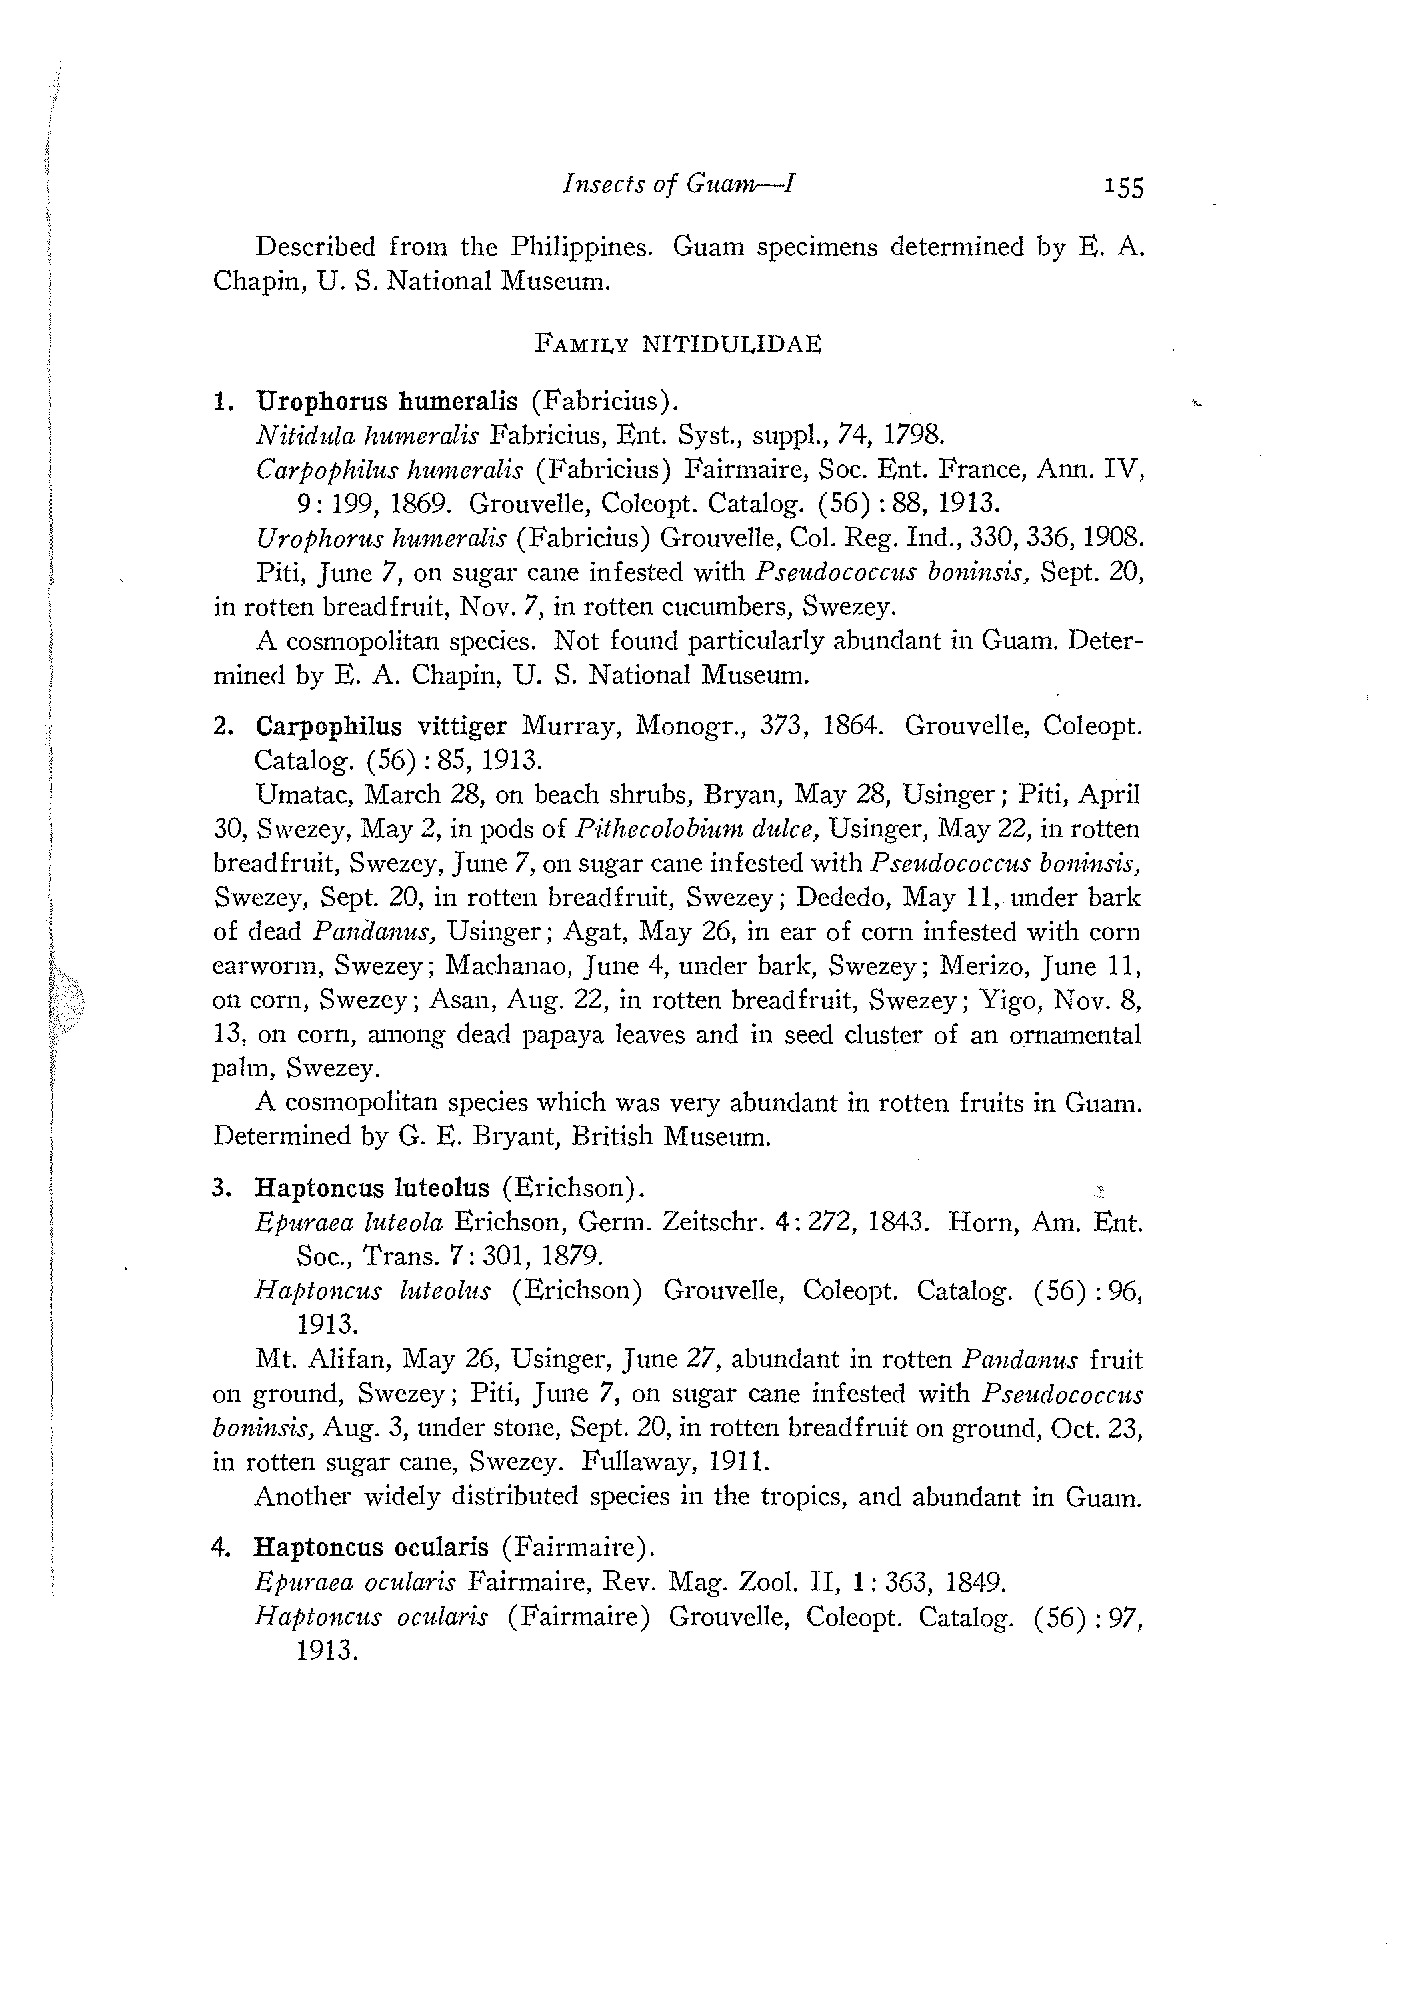 Insects of Guam—I 155
Described from the Philippines. Guam specimens determined by E. A.
Chapin, U. S. National Museum.
FAMILY NITIDULIDAE
1. Urophorus humeralis (Fabricius).
Nitidula humeralis Fabricius, Ent. Syst., suppl., 74, 1798.
Carpophilus humeralis (Fabricius) Fairmaire, Soc. Ent. France, Ann. IV,
9: 199, 1869. Grouvelle, Coleopt. Catalog. (56) : 88, 1913.
Urophorus humeralis (Fabricius) Grouvelle, Col. Reg. Ind., 330, 336, 1908.
Piti, June 7, on sugar cane infested with Pseudococcus boninsis, Sept. 20,
in rotten breadfruit, Nov. 7, in rotten cucumbers, Swezey.
A cosmopolitan species. Not found particularly abundant in Guam. Deter-
mined by E. A. Chapin, U. S. National Museum.
2. Carpophilus vittiger Murray, Monogr., 373, 1864. Grouvelle, Coleopt.
Catalog. (56) : 85, 1913.
Umatac, March 28, on beach shrubs, Bryan, May 28, Usinger; Piti, April
30, Swezey, May 2, in pods of Pithecolobium dulce, Usinger, May 22, in rotten
breadfruit, Swezey, June 7, on sugar cane infested with Pseudococcus boninsis,
Swezey, Sept. 20, in rotten breadfruit, Swezey; Dededo, May 11, under bark
of dead Pandanus, Usinger; Agat, May 26, in ear of corn infested with corn
earworm, Swezey; Machanao, June 4, under bark, Swezey; Merizo, June 11,
on corn, Swezey; Asan, Aug. 22, in rotten breadfruit, Swezey; Yigo, Nov. 8,
13, on corn, among dead papaya leaves and in seed cluster of an ornamental
palm, Swezey.
A cosmopolitan species which was very abundant in rotten fruits in Guam.
Determined by G. E. Bryant, British Museum.
3. Haptoncus luteolus (Erichson).
Epuraea luteola Erichson, Germ. Zeitschr. 4: 272, 1843. Horn, Am. Ent.
Soc., Trans. 7: 301, 1879.
Haptoncus luteolus (Erichson) Grouvelle, Coleopt. Catalog. (56) : 96,
1913.
Mt. Alifan, May 26, Usinger, June 27, abundant in rotten Pandanus fruit
on ground, Swezey; Piti, June 7, on sugar cane infested with Pseudococcus
boninsis, Aug. 3, under stone, Sept. 20, in rotten breadfruit on ground, Oct. 23,
in rotten sugar cane, Swezey. Fullaway, 1911.
Another widely distributed species in the tropics, and abundant in Guam.
4. Haptoncus ocularis (Fairmaire).
Epuraea ocularis Fairmaire, Rev. Mag. Zool. II, 1: 363, 1849.
Haptoncus ocularis (Fairmaire) Grouvelle, Coleopt. Catalog. (56) : 97,
1913.